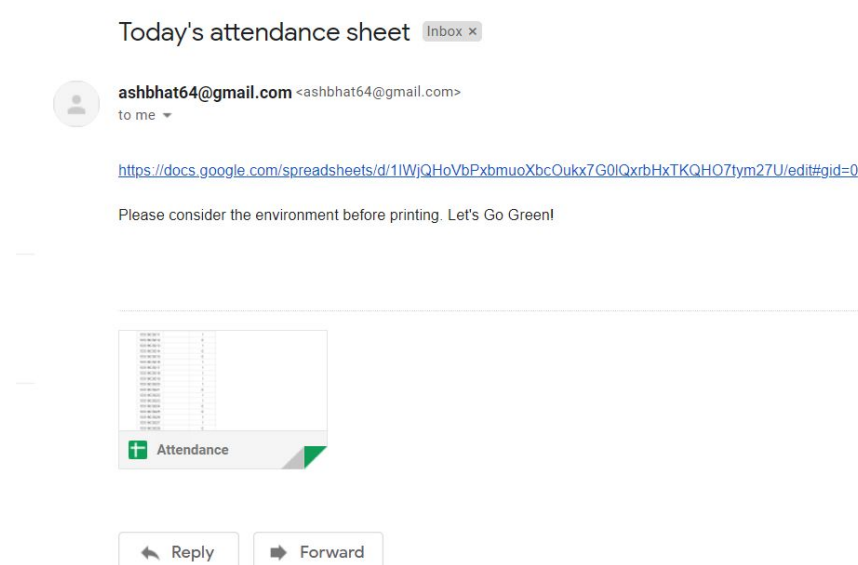 Today's attendance sheet Inbox ×
ashbhat64@gmail.com <ashbhat64@gmail.com>
to me
https://docs.google.com/spreadsheets/d/1IWjQHoVbPxbmuoXbcOukx7G0lQxrbHxTKQHO7tym27U/edit#gid=0
Please consider the environment before printing. Let's Go Green!
Attendance
Reply Forward